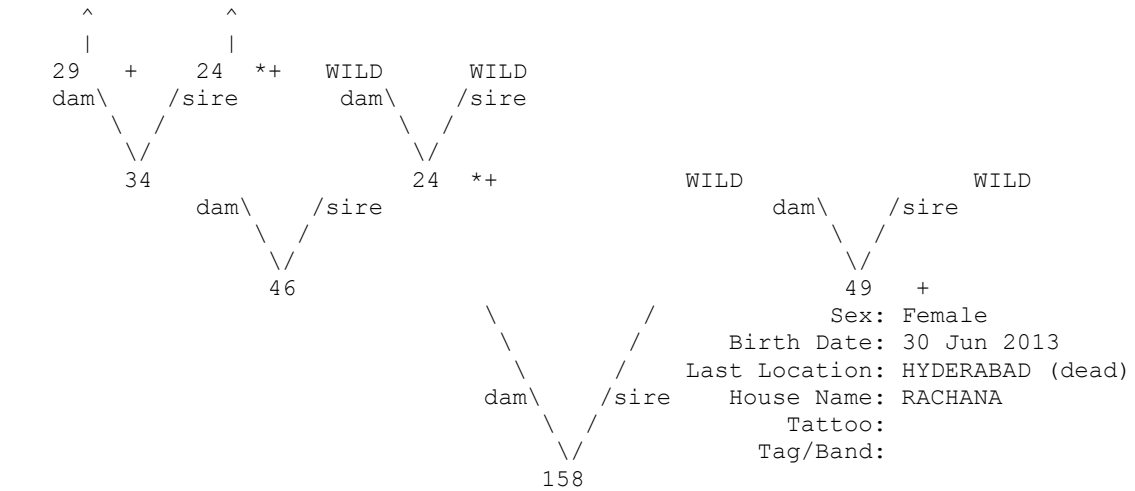 ^ ^
| |
29 + 24 *+ WILD WILD
dam\ /sire dam\ /sire
\ / \ /
\/ \/
34 24 *+ WILD WILD
dam\ /sire dam\ /sire
\ / \ /
\/ \/
46 49 +
\ / Sex: Female
\ / Birth Date: 30 Jun 2013
\ / Last Location: HYDERABAD (dead)
dam\ /sire House Name: RACHANA
\ / Tattoo:
\/ Tag/Band:
158